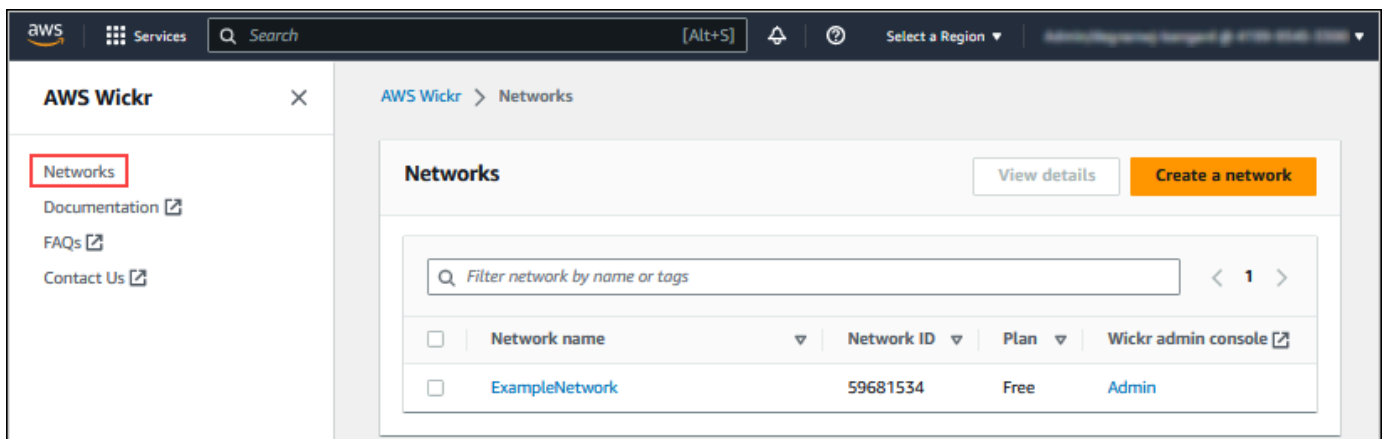 aws Services Search [Alt+S] Select a Region
AWS Wickr
AWS Wickr > Networks
Networks
Documentation
FAQs
Contact Us
Networks View details Create a network
Filter network by name or tags < 1 >
Network name Network ID Plan Wickr admin console
ExampleNetwork 59681534 Free Admin